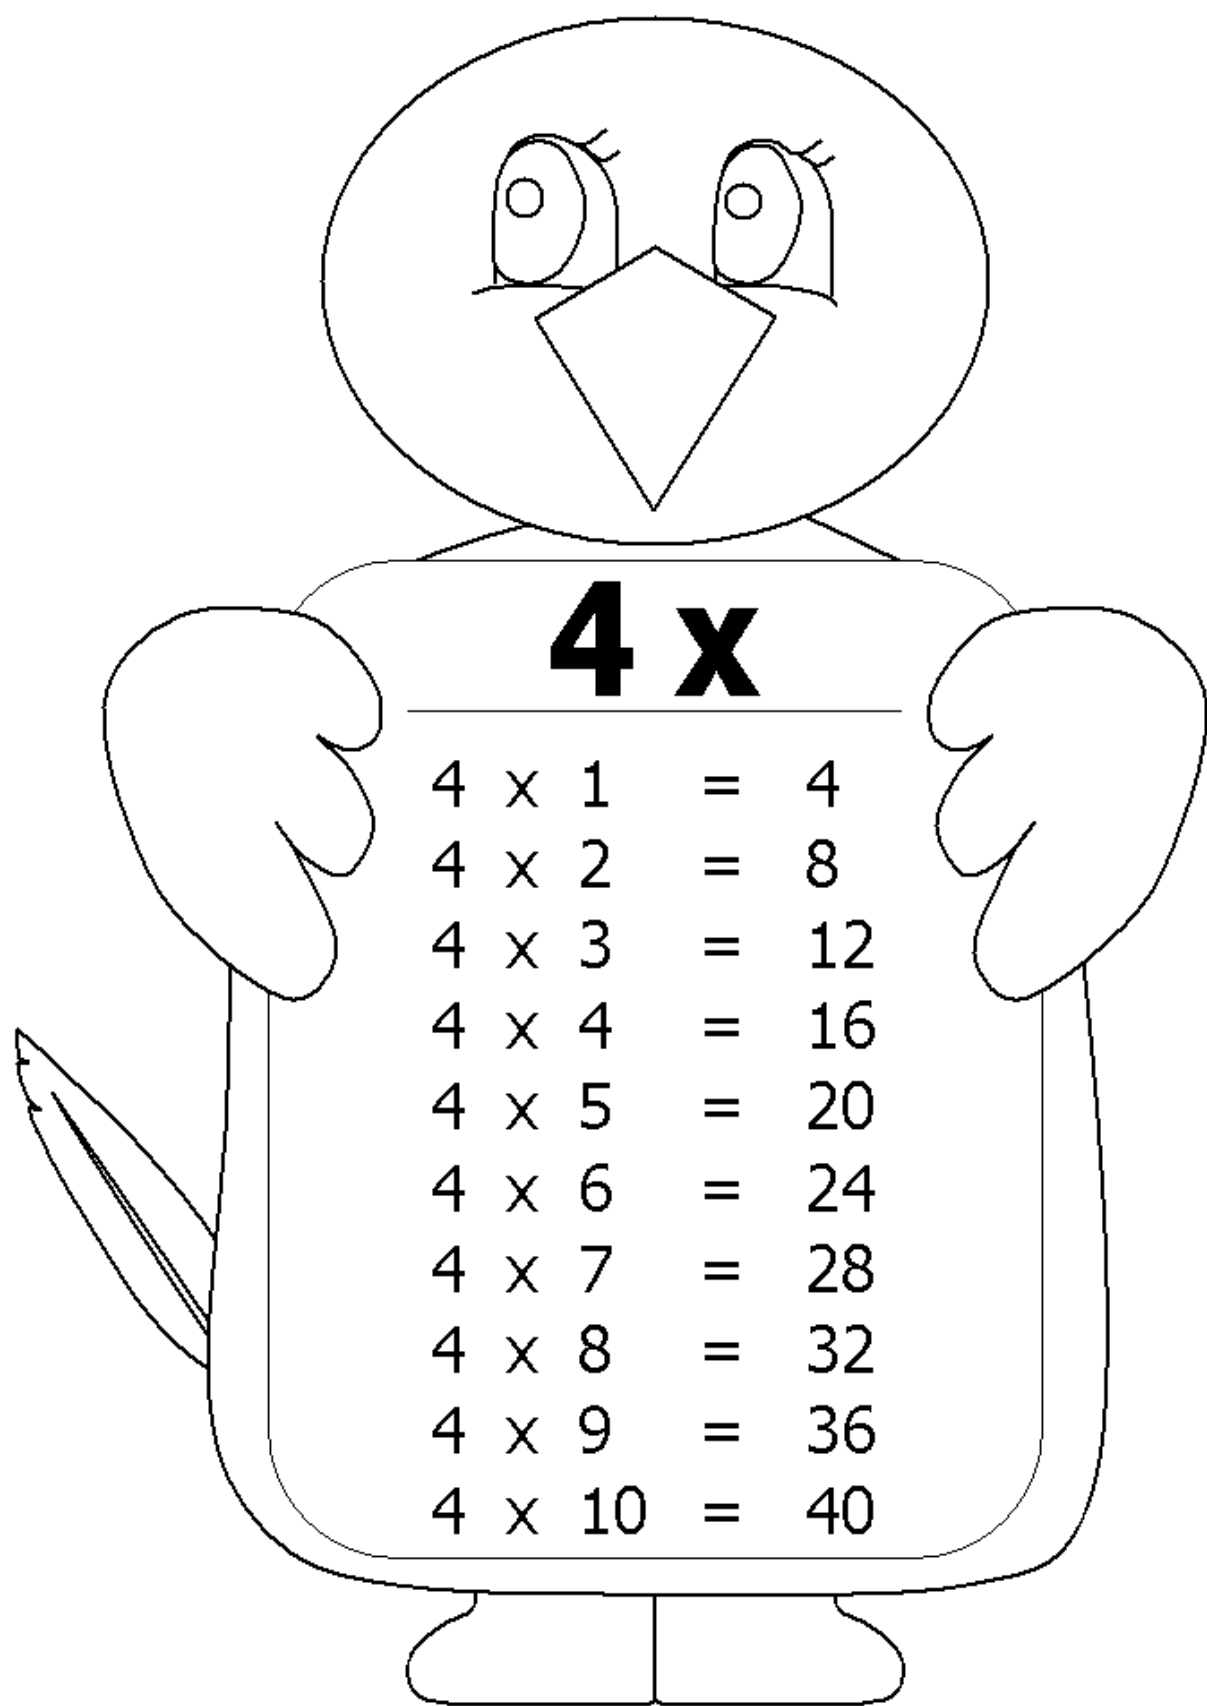 4 x
4 x 1 = 4
4 x 2 = 8
4 x 3 = 12
4 x 4 = 16
4 x 5 = 20
4 x 6 = 24
4 x 7 = 28
4 x 8 = 32
4 x 9 = 36
4 x 10 = 40